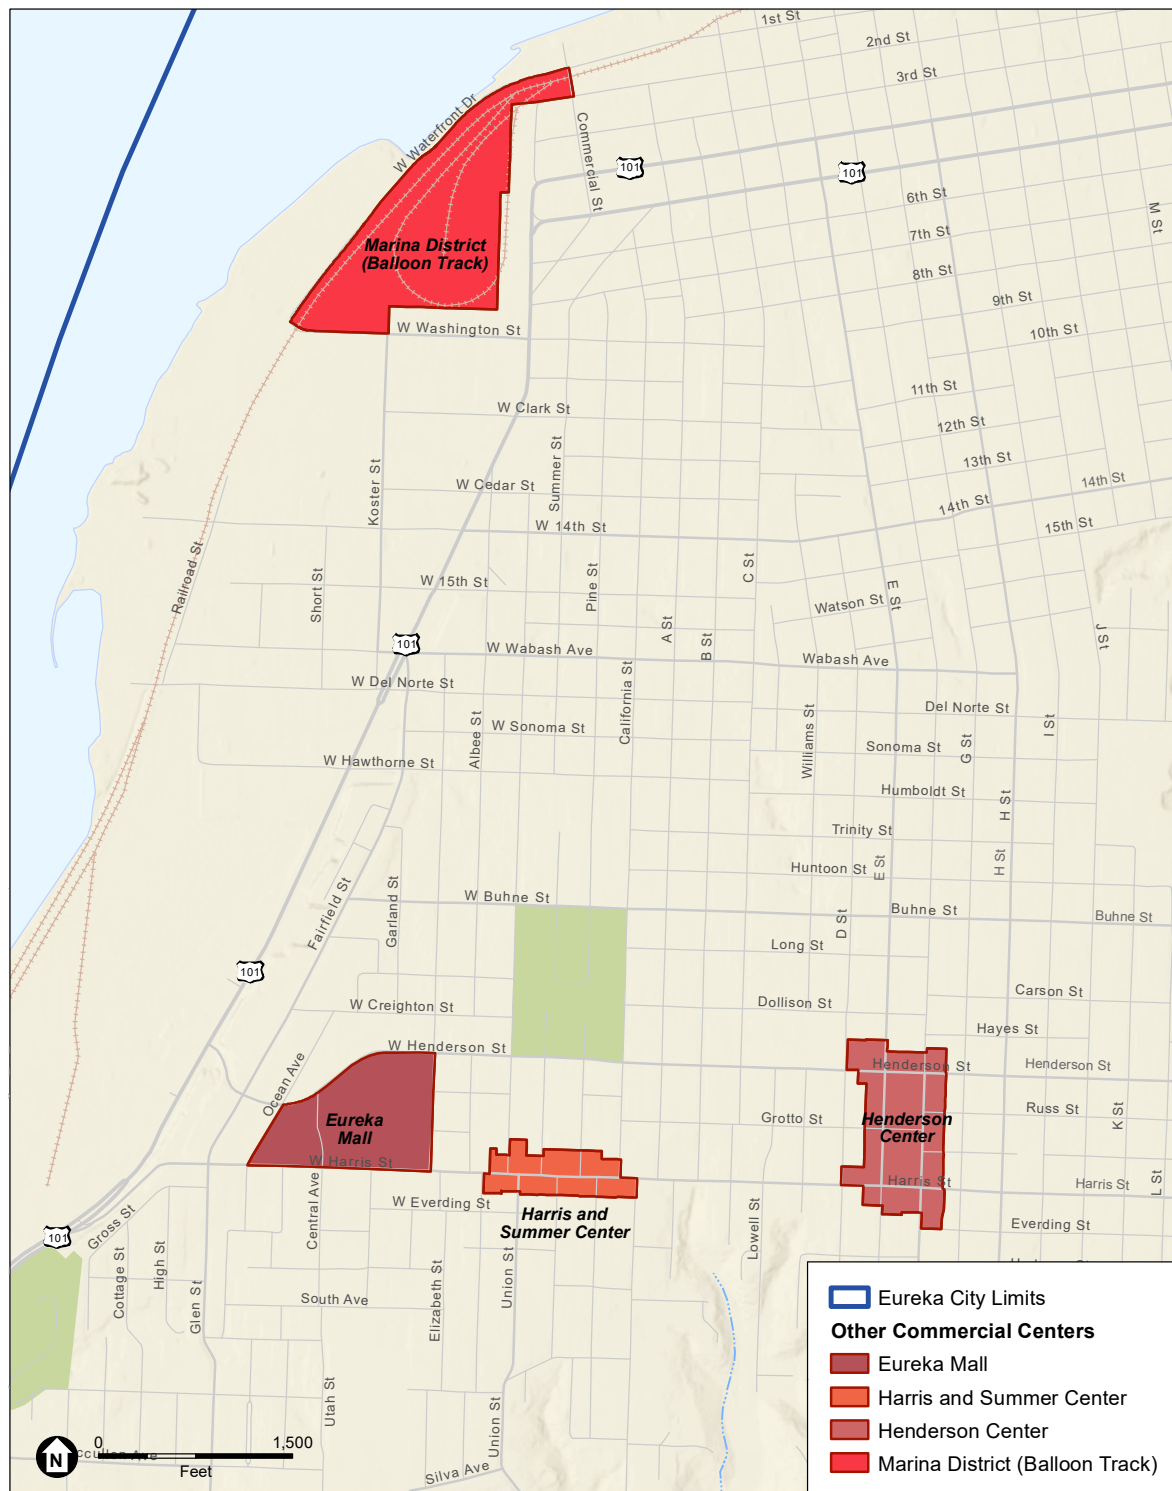 1st St
2nd St
3rd St
W Waterfront Dr
Commercial St
101
101
6th St
M St
7th St
Marina District
(Balloon Track)
8th St
9th St
W Washington St
10th St
11th St
W Clark St
12th St
Summer St
13th St
Koster St
W Cedar St
14th St
14th St
W 14th St
15th St
Railroad St
Short St
W 15th St
Pine St
C St
E St
Watson St
A St
B St
J St
101
W Wabash Ave
Wabash Ave
W Del Norte St
California St
Del Norte St
Albee St
W Sonoma St
Williams St
Sonoma St
G St
I St
W Hawthorne St
Humboldt St
H St
Trinity St
Huntoon St
E St
H St
Fairfield St
Garland St
W Buhne St
D St
Buhne St
Buhne St
Long St
101
Carson St
W Creighton St
Dollison St
Hayes St
W Henderson St
Henderson St
Henderson St
Ocean Ave
Russ St
K St
Eureka
Mall
Grotto St
Henderson
Center
W Harris St
Harris St
Harris St
L St
Central Ave
W Everding St
Harris and
Summer Center
Lowell St
Everding St
Gross St
101
Cottage St
High St
Glen St
South Ave
Elizabeth St
Union St
Utah St
Union St
Silva Ave
N
0
1,500
Feet
Eureka City Limits
Other Commercial Centers
Eureka Mall
Harris and Summer Center
Henderson Center
Marina District (Balloon Track)